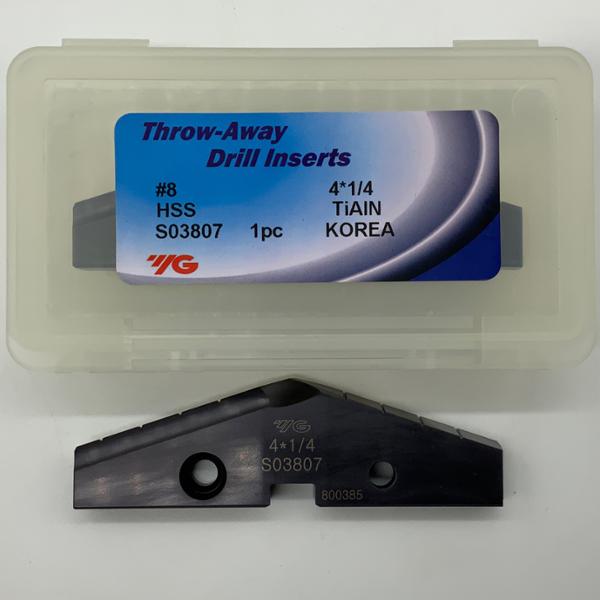 Throw-Away
Drill Inserts
#8 4*1/4
HSS TiAIN
S03807 1pc KOREA
YG
YG
4*1/4
S03807
800385